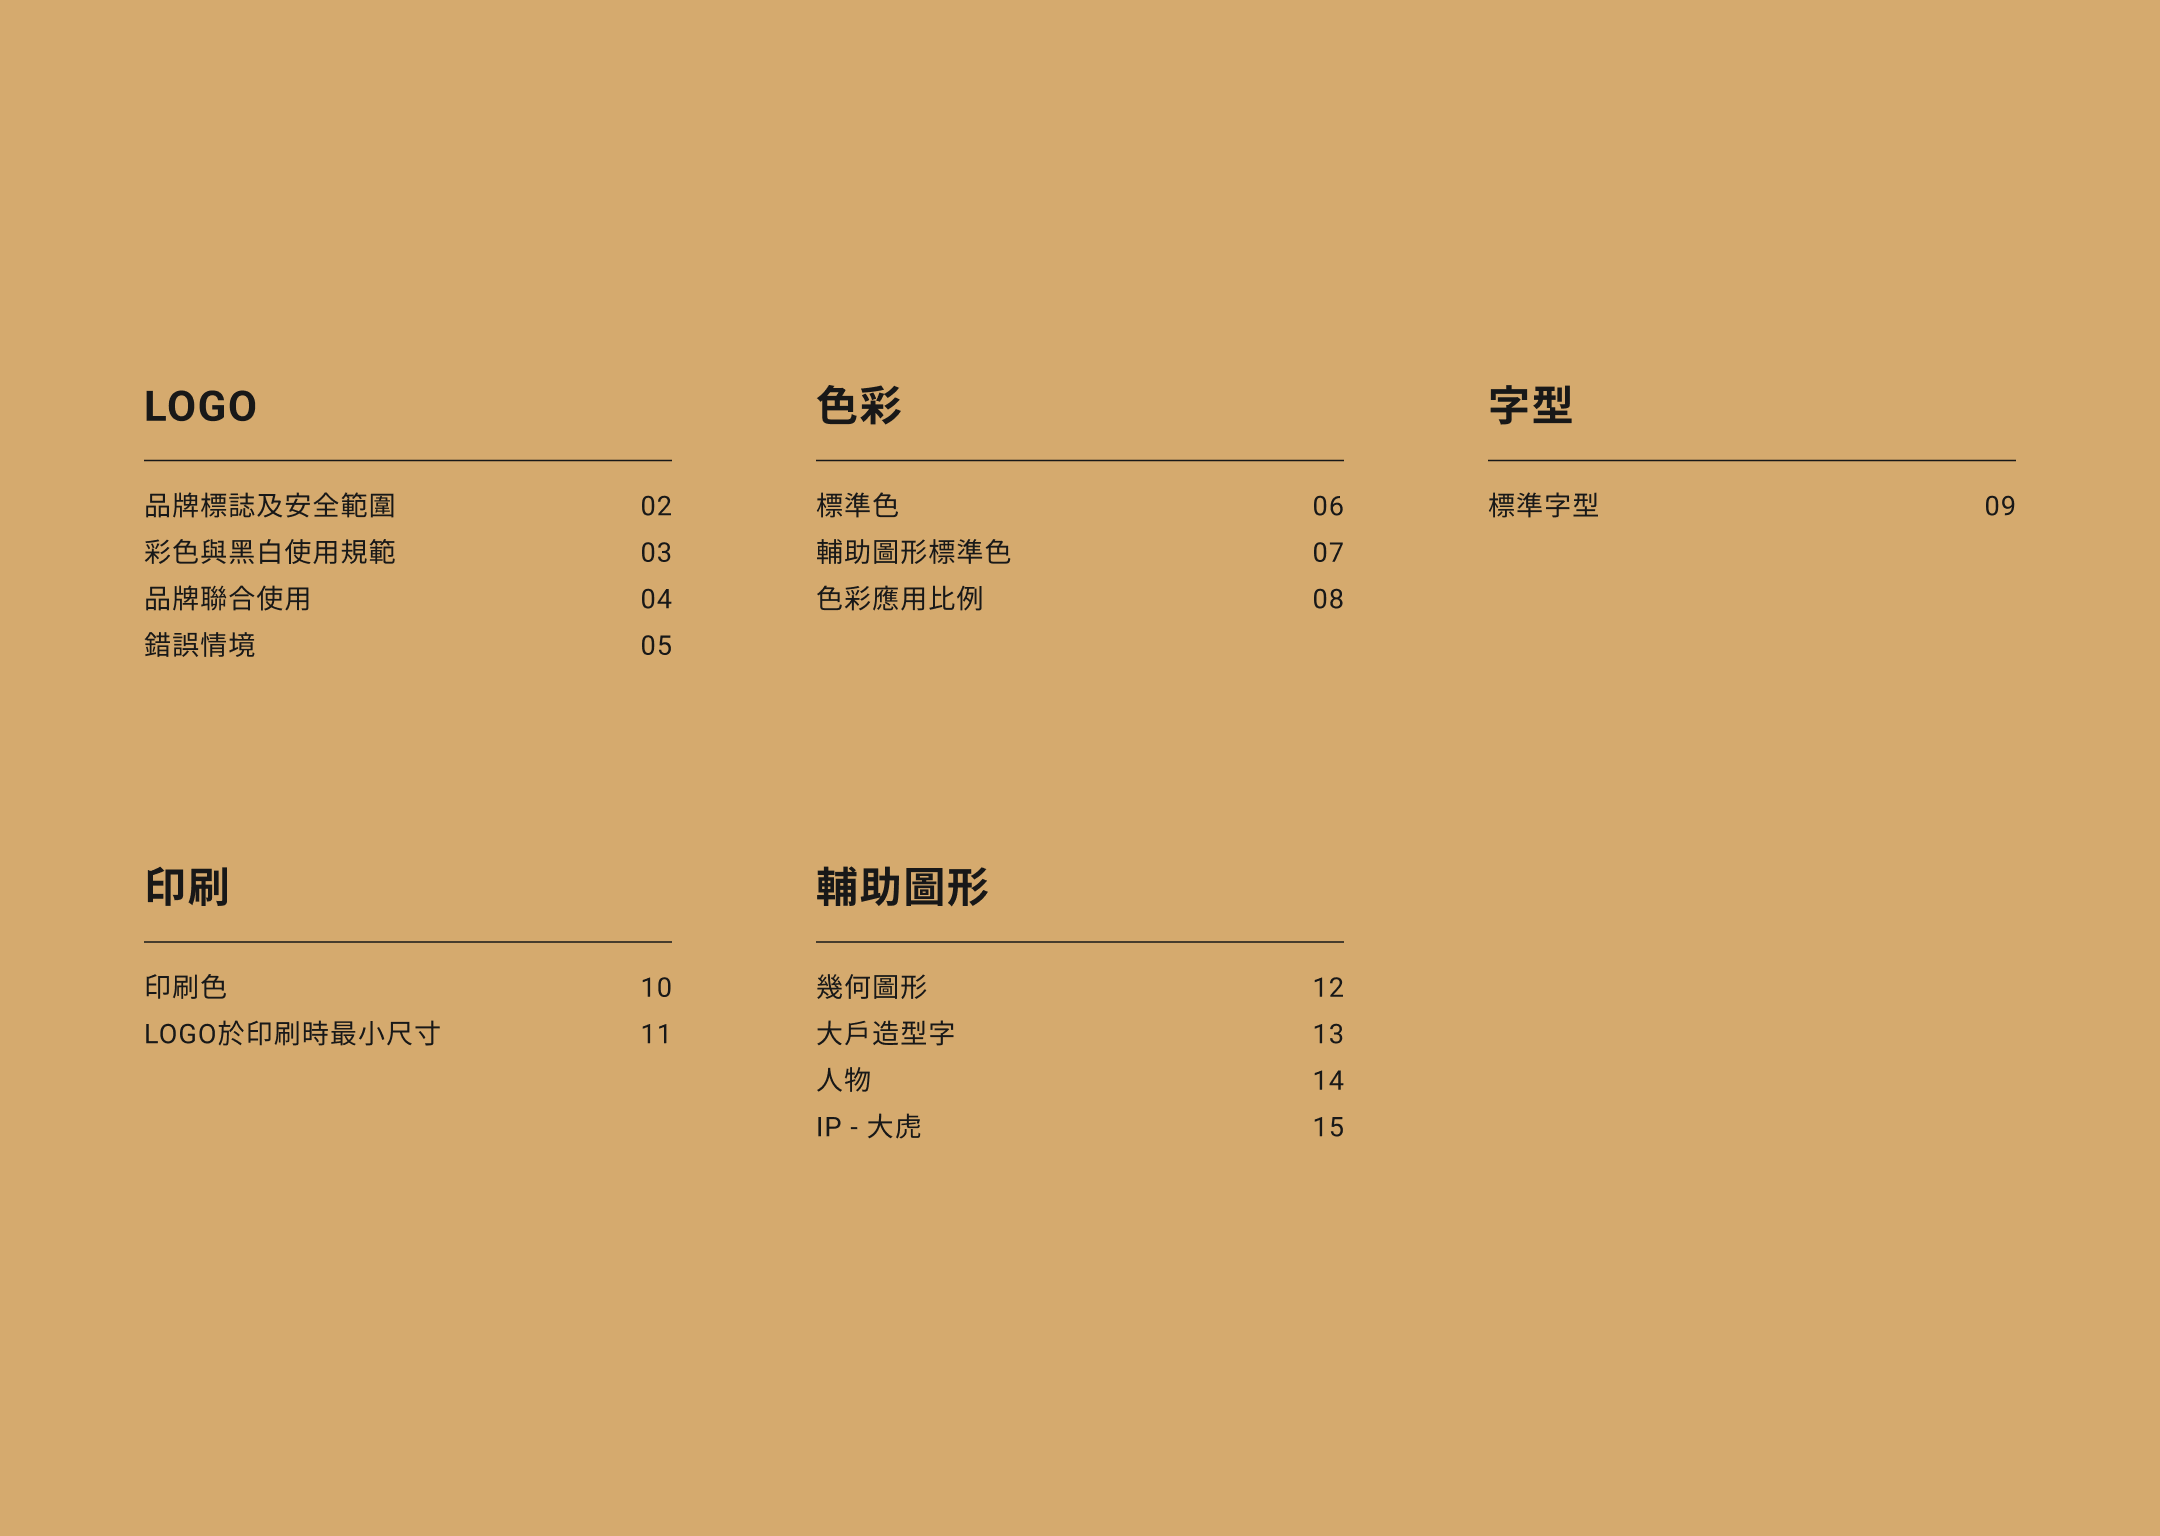 LOGO
品牌標誌及安全範圍 02
彩色與黑白使用規範 03
品牌聯合使用 04
錯誤情境 05
色彩
標準色 06
輔助圖形標準色 07
色彩應用比例 08
字型
標準字型 09
印刷
印刷色 10
LOGO於印刷時最小尺寸 11
輔助圖形
幾何圖形 12
大戶造型字 13
人物 14
IP - 大虎 15